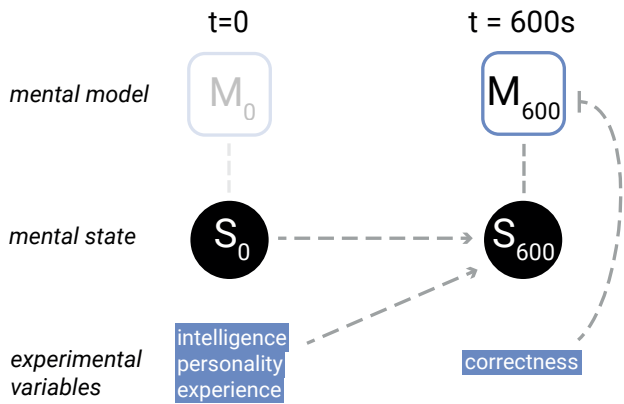 t=0
t = 600s
mental model
M0
M600
mental state
S0
S600
experimental
variables
intelligence
personality
experience
correctness